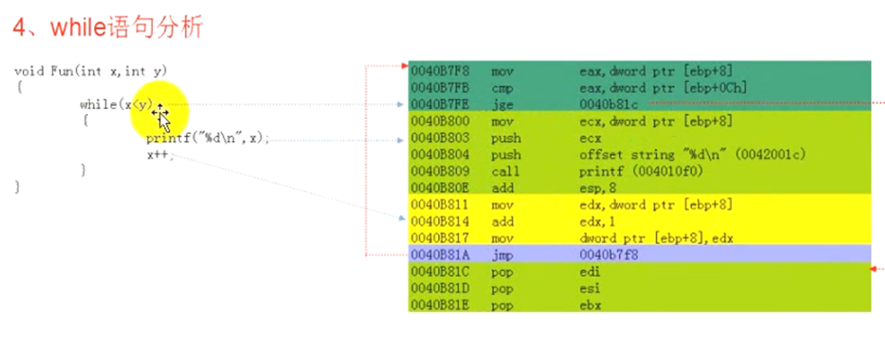 4、while语句分析
void Fun(int x,int y)
{
while(x<y)
{
printf("%d\n",x);
x++;
}
}
0040B7F8 mov eax,dword ptr [ebp+8]
0040B7FB cmp eax,dword ptr [ebp+0Ch]
0040B7FE jge 0040b81c
0040B800 mov ecx,dword ptr [ebp+8]
0040B803 push ecx
0040B804 push offset string "%d\n" (0042001c)
0040B809 call printf (004010f0)
0040B80E add esp,8
0040B811 mov edx,dword ptr [ebp+8]
0040B814 add edx,1
0040B817 mov dword ptr [ebp+8],edx
0040B81A jmp 0040b7f8
0040B81C pop edi
0040B81D pop esi
0040B81E pop ebx